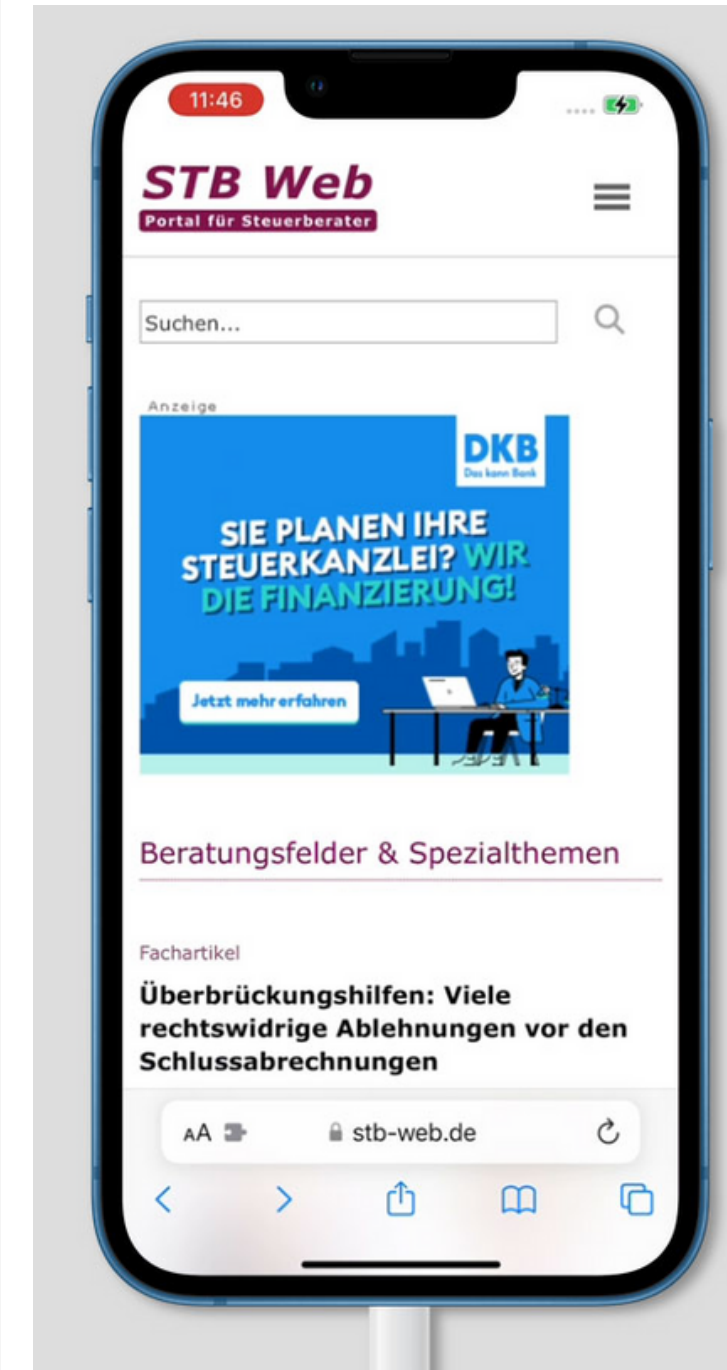 11:46
STB Web
Portal für Steuerberater
Suchen...
Anzeige
DKB
Das kann Bank
SIE PLANEN IHRE
STEUERKANZLEI? WIR
DIE FINANZIERUNG!
Jetzt mehr erfahren
Beratungsfelder & Spezialthemen
Fachartikel
Überbrückungshilfen: Viele
rechtswidrige Ablehnungen vor den
Schlussabrechnungen
AA stb-web.de